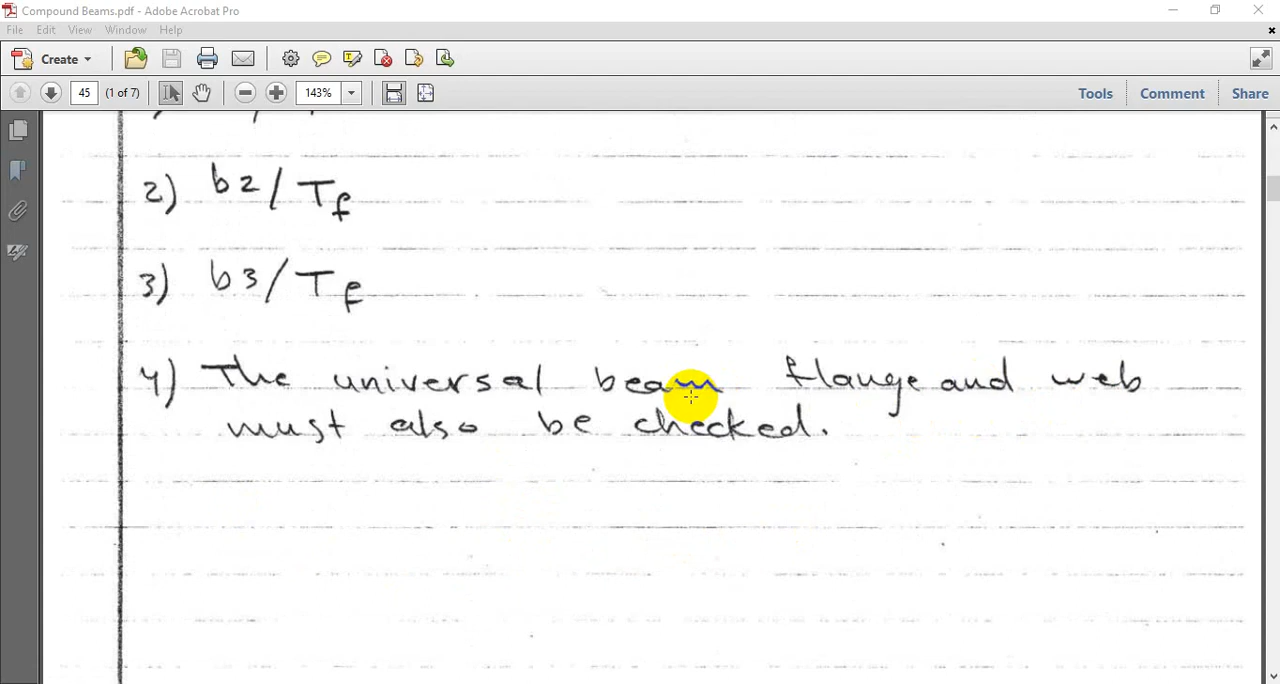 Compound Beams.pdf - Adobe Acrobat Pro
File Edit View Window Help
Create
45 (1 of 7) 143% Tools Comment Share
2) b2/Tf
3) b3/Tf
4) The universal beam flange and web
must also be checked.